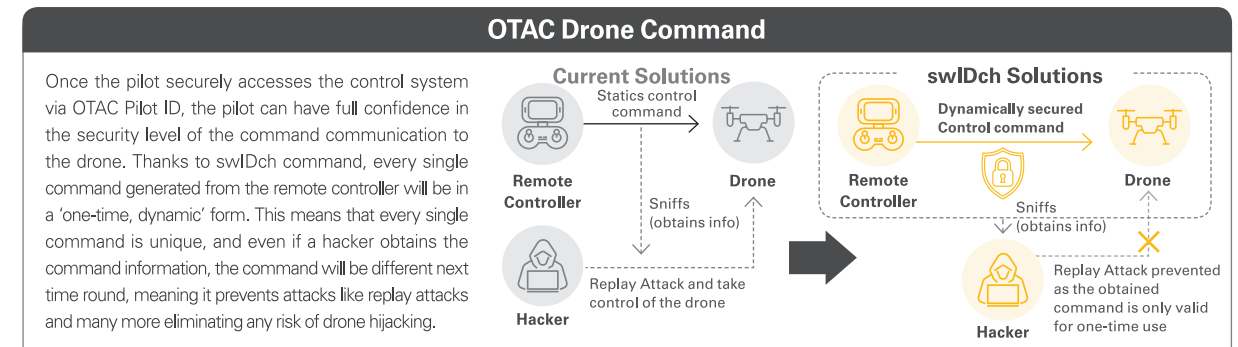 OTAC Drone Command
Once the pilot securely accesses the control system
via OTAC Pilot ID, the pilot can have full confidence in
the security level of the command communication to
the drone. Thanks to swIDch command, every single
command generated from the remote controller will be in
a 'one-time, dynamic' form. This means that every single
command is unique, and even if a hacker obtains the
command information, the command will be different next
time round, meaning it prevents attacks like replay attacks
and many more eliminating any risk of drone hijacking.
Current Solutions
Statics control
command
Remote
Controller
Drone
Sniffs
(obtains info)
Replay Attack and take
control of the drone
Hacker
swIDch Solutions
Dynamically secured
Control command
Remote
Controller
Drone
Sniffs
(obtains info)
Replay Attack prevented
as the obtained
command is only valid
for one-time use
Hacker